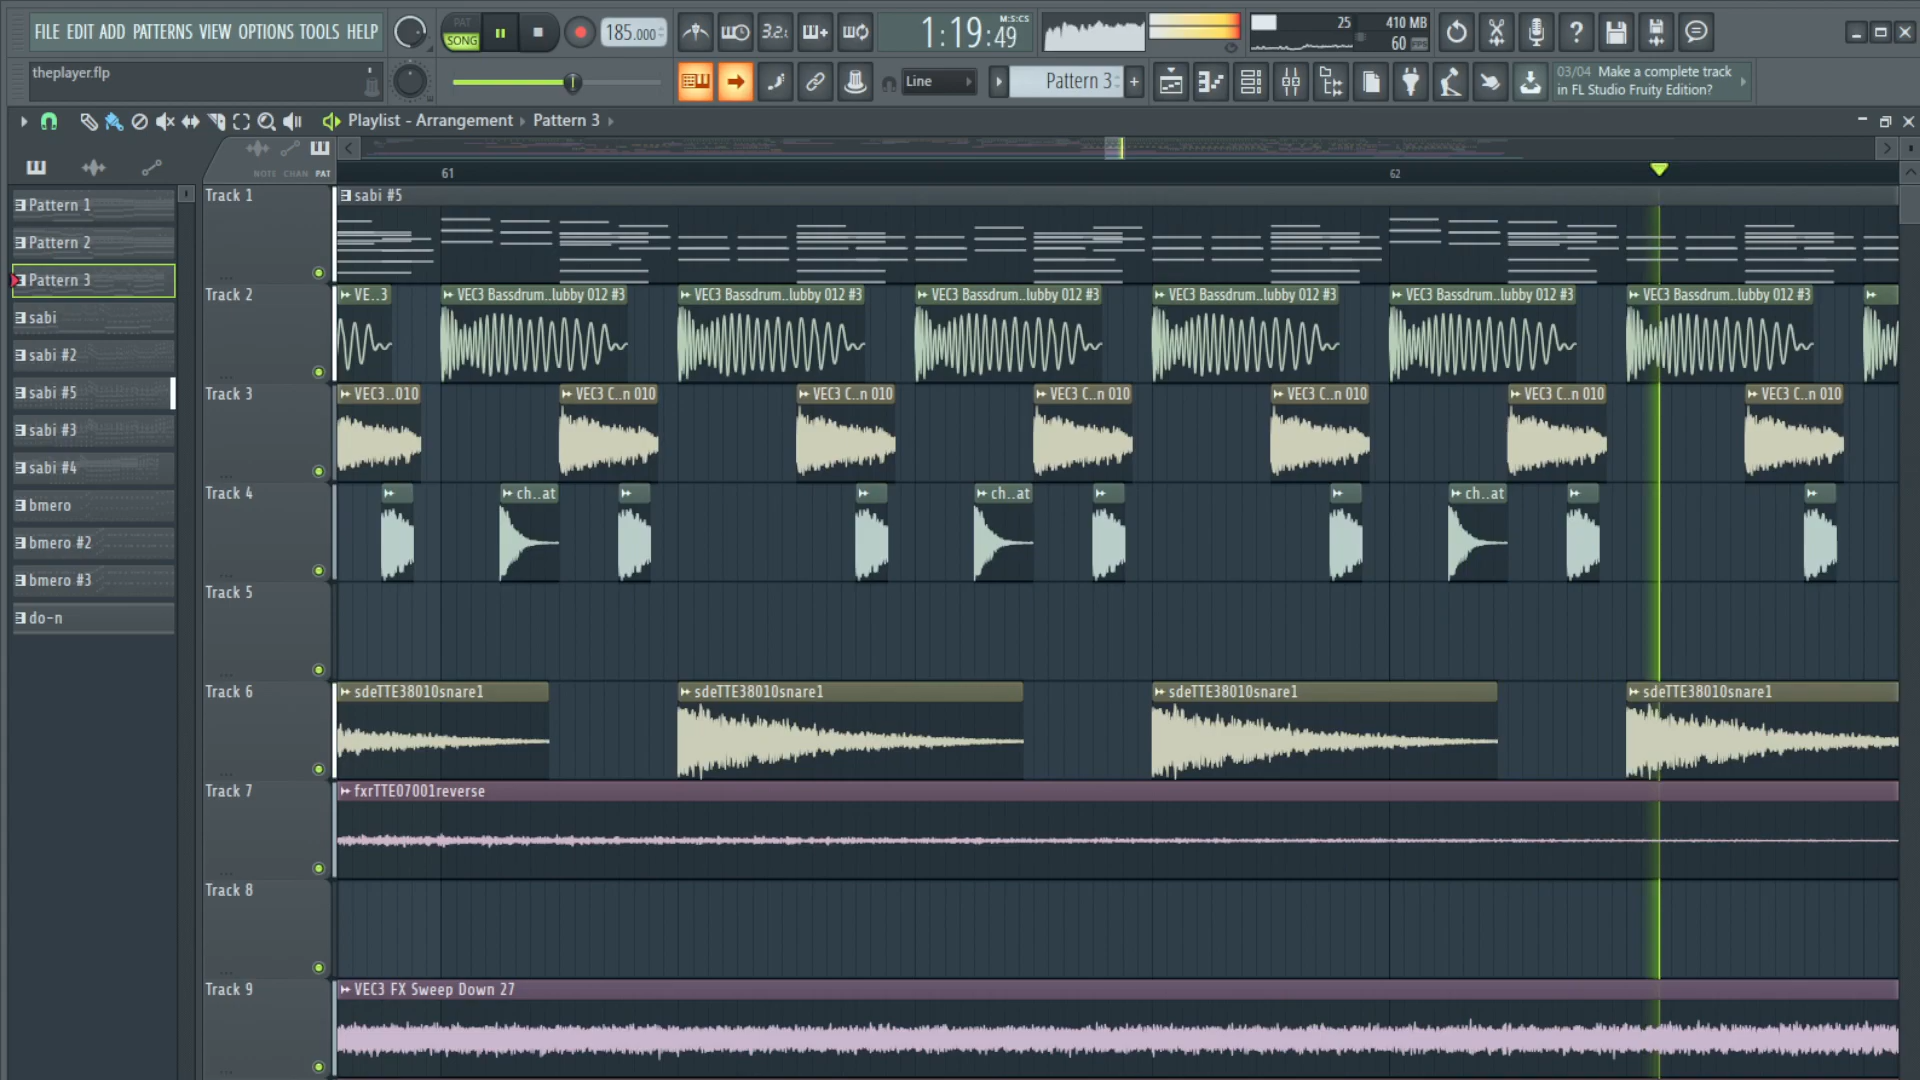 FILE EDIT ADD PATTERNS VIEW OPTIONS TOOLS HELP
PAT
SONG
185.000
3.2.
1:19:49
M:S:CS
25
410 MB
60
theplayer.flp
Line
Pattern 3
+
03/04 Make a complete track
in FL Studio Fruity Edition?
Playlist - Arrangement › Pattern 3 ›
NOTE CHAN PAT
61
62
Pattern 1
Pattern 2
Pattern 3
sabi
sabi #2
sabi #5
sabi #3
sabi #4
bmero
bmero #2
bmero #3
do-n
Track 1
sabi #5
Track 2
VE..3
VEC3 Bassdrum..lubby 012 #3
VEC3 Bassdrum..lubby 012 #3
VEC3 Bassdrum..lubby 012 #3
VEC3 Bassdrum..lubby 012 #3
VEC3 Bassdrum..lubby 012 #3
VEC3 Bassdrum..lubby 012 #3
Track 3
VEC3..010
VEC3 C..n 010
VEC3 C..n 010
VEC3 C..n 010
VEC3 C..n 010
VEC3 C..n 010
VEC3 C..n 010
Track 4
ch..at
ch..at
ch..at
Track 5
Track 6
sdeTTE38010snare1
sdeTTE38010snare1
sdeTTE38010snare1
sdeTTE38010snare1
Track 7
fxrTTE07001reverse
Track 8
Track 9
VEC3 FX Sweep Down 27